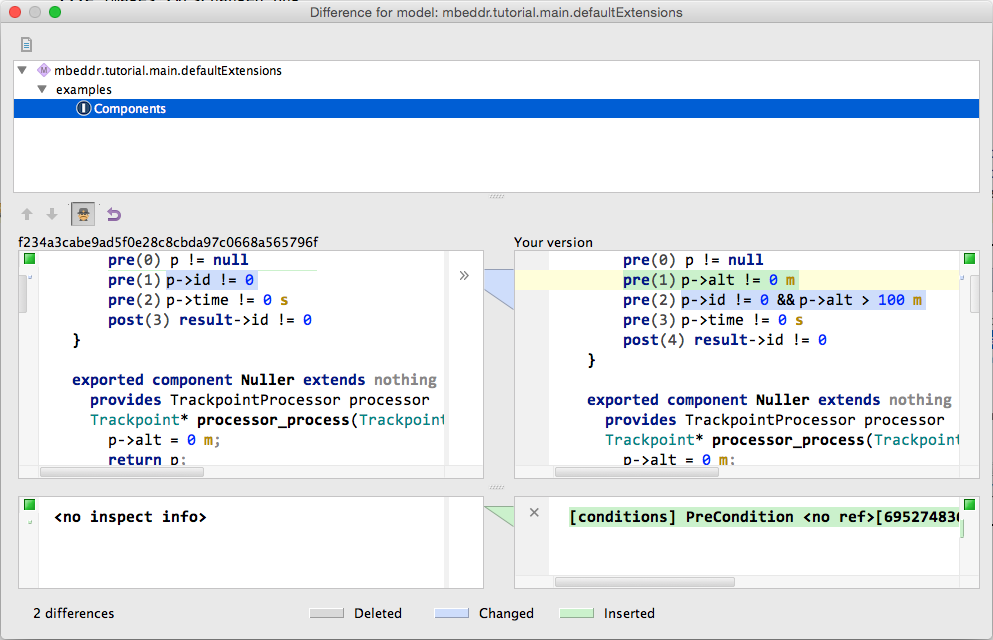 Difference for model: mbeddr.tutorial.main.defaultExtensions
mbeddr.tutorial.main.defaultExtensions
examples
Components
f234a3cabe9ad5f0e28c8cbda97c0668a565796f
pre(0) p != null
pre(1) p->id != 0
pre(2) p->time != 0 s
post(3) result->id != 0
}
exported component Nuller extends nothing
provides TrackpointProcessor processor
Trackpoint* processor_process(Trackpoint
p->alt = 0 m;
return p;
Your version
pre(0) p != null
pre(1) p->alt != 0 m
pre(2) p->id != 0 && p->alt > 100 m
pre(3) p->time != 0 s
post(4) result->id != 0
}
exported component Nuller extends nothing
provides TrackpointProcessor processor
Trackpoint* processor_process(Trackpoint
p->alt = 0 m;
<no inspect info>
[conditions] PreCondition <no ref>[69527483
2 differences
Deleted
Changed
Inserted